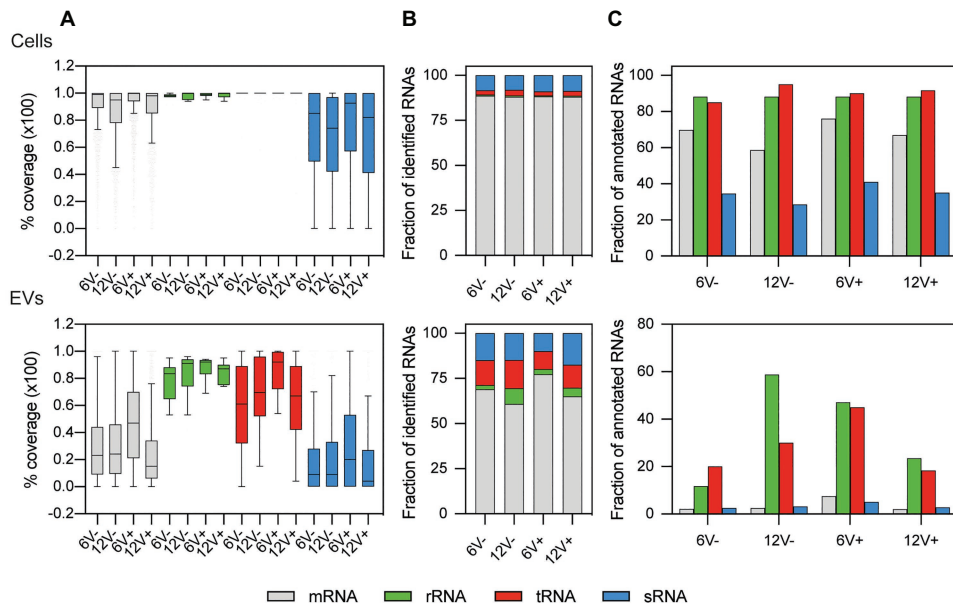 A
B
C
Cells
% coverage (x100)
1.2
1.0
0.8
0.6
0.4
0.2
0.0
-0.2
6V- 12V- 6V+ 12V+ 6V- 12V- 6V+ 12V+ 6V- 12V- 6V+ 12V+ 6V- 12V- 6V+ 12V+
Fraction of identified RNAs
100
75
50
25
0
6V- 12V- 6V+ 12V+
Fraction of annotated RNAs
100
80
60
40
20
0
6V- 12V- 6V+ 12V+
EVs
% coverage (x100)
1.2
1.0
0.8
0.6
0.4
0.2
0.0
-0.2
6V- 12V- 6V+ 12V+ 6V- 12V- 6V+ 12V+ 6V- 12V- 6V+ 12V+ 6V- 12V- 6V+ 12V+
Fraction of identified RNAs
100
75
50
25
0
6V- 12V- 6V+ 12V+
Fraction of annotated RNAs
80
60
40
20
0
6V- 12V- 6V+ 12V+
mRNA rRNA tRNA sRNA